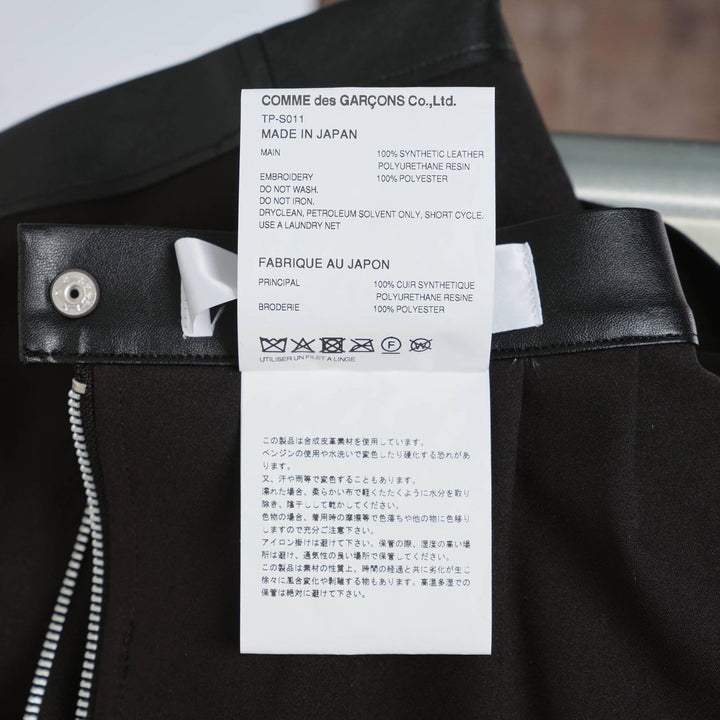 COMME des GARÇONS Co.,Ltd.
TP-S011
MADE IN JAPAN
MAIN 100% SYNTHETIC LEATHER
POLYURETHANE RESIN
EMBROIDERY 100% POLYESTER
DO NOT WASH.
DO NOT IRON.
DRYCLEAN, PETROLEUM SOLVENT ONLY, SHORT CYCLE.
USE A LAUNDRY NET
FABRIQUE AU JAPON
PRINCIPAL 100% CUIR SYNTHETIQUE
POLYURETHANE RESINE
BRODERIE 100% POLYESTER
UTILISER UN FILET A LINGE
この製品は合成皮革素材を使用しています。
ベンジンの使用や水洗いで変色したり硬化する恐れがあ
ります。
又、汗や雨等で変色することもあります。
濡れた場合、柔らかい布で軽くたたくように水分を取り
除き、陰干しして乾かしてください。
色物の場合、着用時の摩擦等で色落ちや他の物に色移り
しますので充分ご注意下さい。
アイロン掛けは避けて下さい。保管の際、湿度の高い場
所は避け、通気性の良い場所で保管してください。
この製品は素材の性質上、時間の経過と共に劣化が生じ
徐々に風合変化や剥離する物もあります。高温多湿での
保管は絶対に避けて下さい。